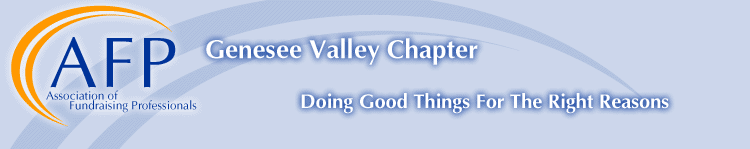 AFP
Association of
Fundraising Professionals
Genesee Valley Chapter
Doing Good Things For The Right Reasons